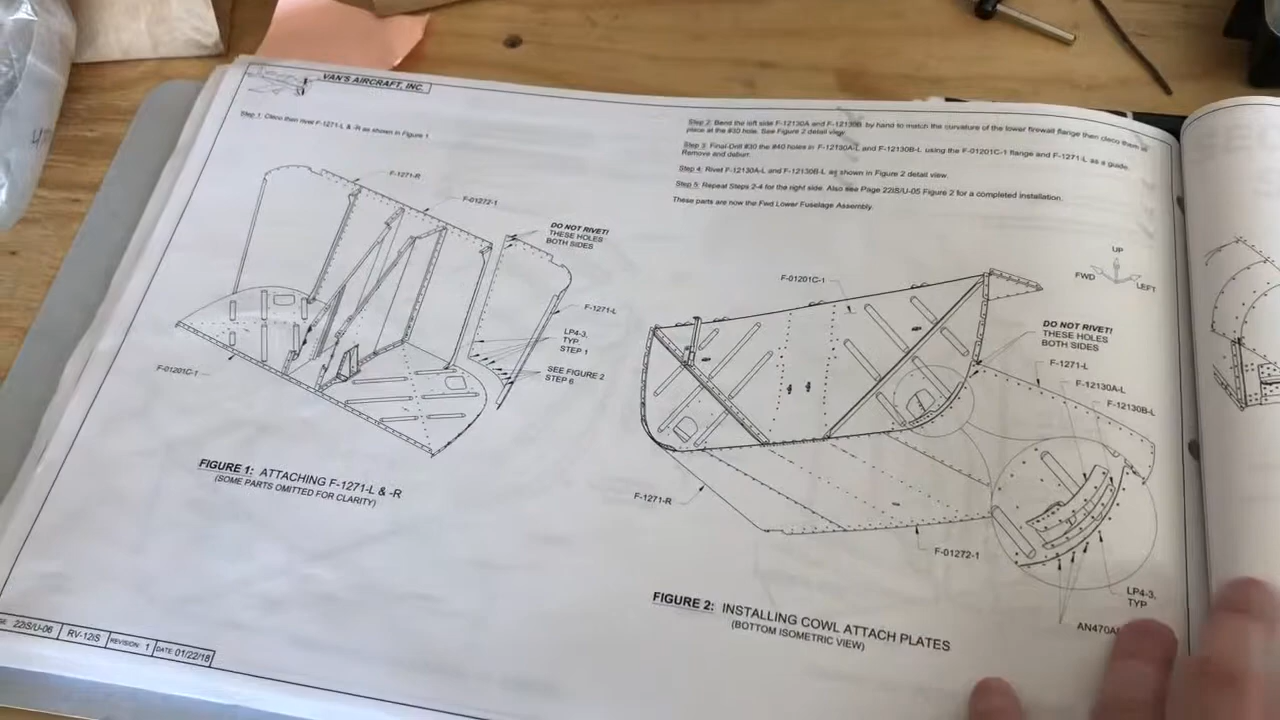 VAN'S AIRCRAFT, INC.
Step 1: Cleco then rivet F-1271-L & -R as shown in Figure 1.
Step 2: Bend the left side F-12130A and F-12130B by hand to match the curvature of the lower firewall flange then cleco them in
place at the #30 hole. See Figure 2 detail view.
Step 3: Final-Drill #30 the #40 holes in F-12130A-L and F-12130B-L using the F-01201C-1 flange and F-1271-L as a guide.
Remove and deburr.
Step 4: Rivet F-12130A-L and F-12130B-L as shown in Figure 2 detail view.
Step 5: Repeat Steps 2-4 for the right side. Also see Page 22iS/U-05 Figure 2 for a completed installation.
These parts are now the Fwd Lower Fuselage Assembly.
F-1271-R
F-01272-1
DO NOT RIVET!
THESE HOLES
BOTH SIDES
F-1271-L
LP4-3,
TYP
STEP 1
SEE FIGURE 2
STEP 6
F-01201C-1
FIGURE 1: ATTACHING F-1271-L & -R
(SOME PARTS OMITTED FOR CLARITY)
UP
FWD
LEFT
F-01201C-1
DO NOT RIVET!
THESE HOLES
BOTH SIDES
F-1271-L
F-12130A-L
F-12130B-L
F-1271-R
F-01272-1
LP4-3,
TYP
AN470A
FIGURE 2: INSTALLING COWL ATTACH PLATES
(BOTTOM ISOMETRIC VIEW)
22iS/U-06 RV-12iS REVISION: 1 DATE: 01/22/18